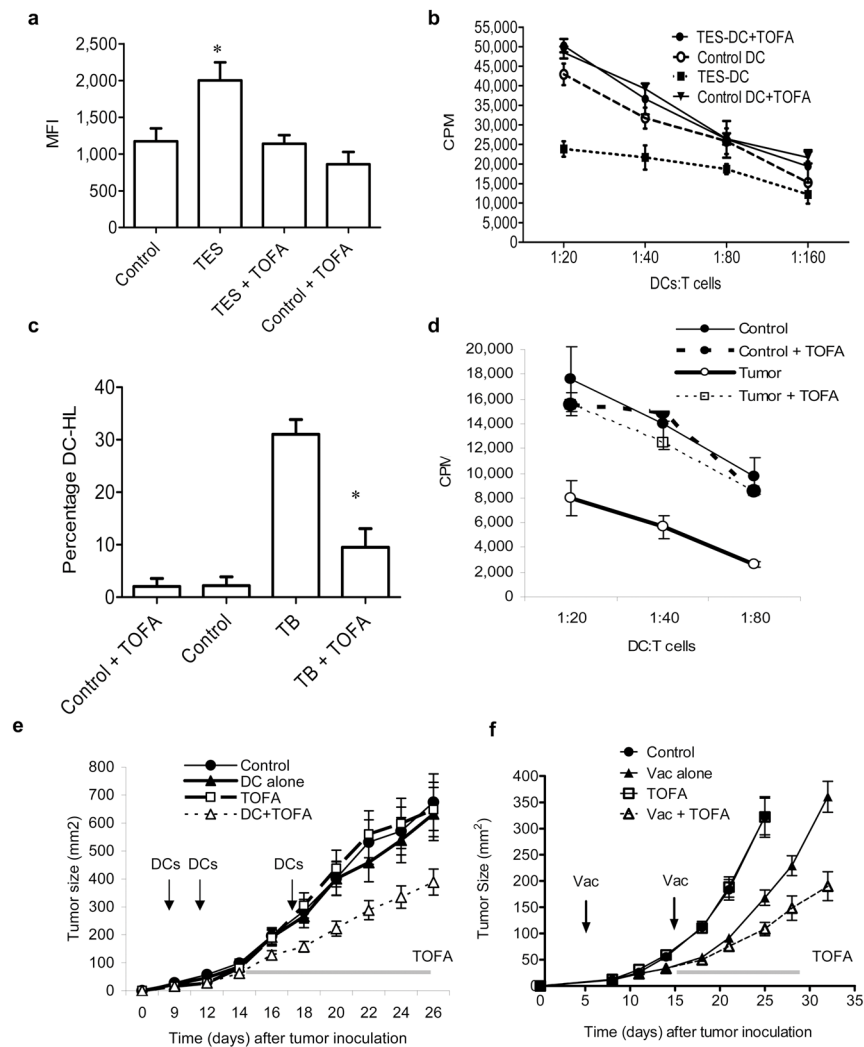 a
2,500
2,000
1,500
1,000
500
0
MFI
*
Control
TES
TES + TOFA
Control + TOFA
b
55,000
50,000
45,000
40,000
35,000
30,000
25,000
20,000
15,000
10,000
5,000
0
CPM
TES-DC+TOFA
Control DC
TES-DC
Control DC+TOFA
1:20 1:40 1:80 1:160
DCs:T cells
c
40
30
20
10
0
Percentage DC-HL
*
Control + TOFA
Control
TB
TB + TOFA
d
20,000
18,000
16,000
14,000
12,000
10,000
8,000
6,000
4,000
2,000
0
CPM
Control
Control + TOFA
Tumor
Tumor + TOFA
1:20 1:40 1:80
DC:T cells
e
800
700
600
500
400
300
200
100
0
Tumor size (mm2)
Control
DC alone
TOFA
DC+TOFA
DCs DCs DCs
TOFA
0 9 12 14 16 18 20 22 24 26
Time (days) after tumor inoculation
f
400
350
300
250
200
150
100
50
0
Tumor Size (mm²)
Control
Vac alone
TOFA
Vac + TOFA
Vac Vac
TOFA
0 5 10 15 20 25 30 35
Time (days) after tumor inoculation